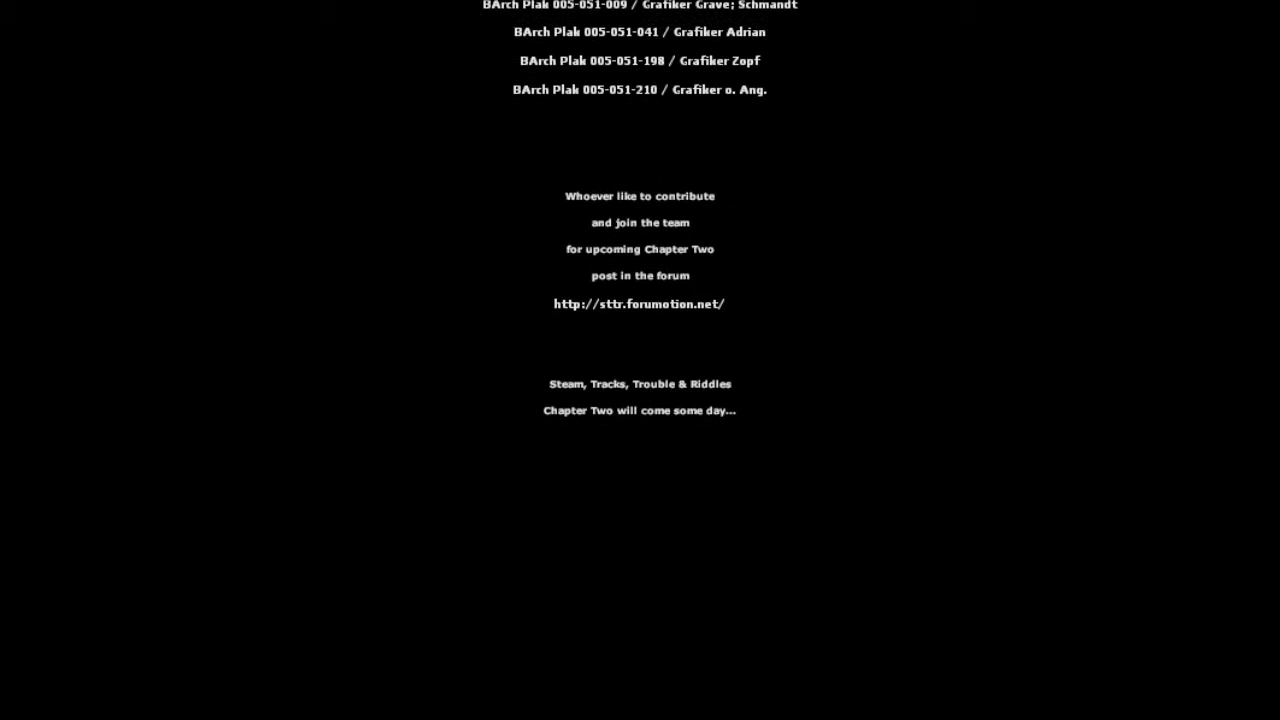 BArch Plak 005-051-009 / Grafiker Grave; Schmandt
BArch Plak 005-051-041 / Grafiker Adrian
BArch Plak 005-051-198 / Grafiker Zopf
BArch Plak 005-051-210 / Grafiker o. Ang.
Whoever like to contribute
and join the team
for upcoming Chapter Two
post in the forum
http://sttr.forumotion.net/
Steam, Tracks, Trouble & Riddles
Chapter Two will come some day...